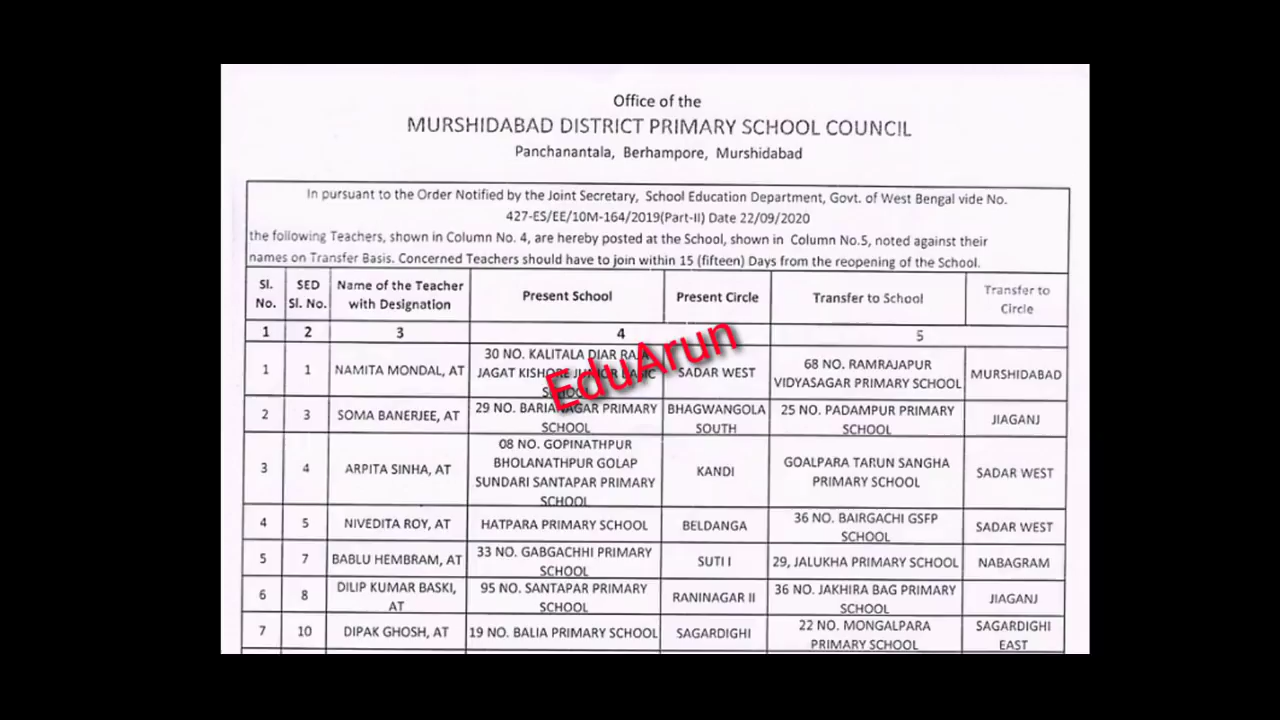 Office of the
MURSHIDABAD DISTRICT PRIMARY SCHOOL COUNCIL
Panchanantala, Berhampore, Murshidabad
In pursuant to the Order Notified by the Joint Secretary, School Education Department, Govt. of West Bengal vide No.
427-ES/EE/10M-164/2019(Part-II) Date 22/09/2020
the following Teachers, shown in Column No. 4, are hereby posted at the School, shown in Column No.5, noted against their
names on Transfer Basis. Concerned Teachers should have to join within 15 (fifteen) Days from the reopening of the School.
Sl. No. SED Sl. No. Name of the Teacher with Designation Present School Present Circle Transfer to School Transfer to Circle
1 2 3 4 5
1 1 NAMITA MONDAL, AT 30 NO. KALITALA DIAR RAJA JAGAT KISHORE JUNIOR BASIC SCHOOL SADAR WEST 68 NO. RAMRAJAPUR VIDYASAGAR PRIMARY SCHOOL MURSHIDABAD
EduArun
2 3 SOMA BANERJEE, AT 29 NO. BARIANAGAR PRIMARY SCHOOL BHAGWANGOLA SOUTH 25 NO. PADAMPUR PRIMARY SCHOOL JIAGANJ
3 4 ARPITA SINHA, AT 08 NO. GOPINATHPUR BHOLANATHPUR GOLAP SUNDARI SANTAPAR PRIMARY SCHOOL KANDI GOALPARA TARUN SANGHA PRIMARY SCHOOL SADAR WEST
4 5 NIVEDITA ROY, AT HATPARA PRIMARY SCHOOL BELDANGA 36 NO. BAIRGACHI GSFP SCHOOL SADAR WEST
5 7 BABLU HEMBRAM, AT 33 NO. GABGACHHI PRIMARY SCHOOL SUTI I 29, JALUKHA PRIMARY SCHOOL NABAGRAM
6 8 DILIP KUMAR BASKI, AT 95 NO. SANTAPAR PRIMARY SCHOOL RANINAGAR II 36 NO. JAKHIRA BAG PRIMARY SCHOOL JIAGANJ
7 10 DIPAK GHOSH, AT 19 NO. BALIA PRIMARY SCHOOL SAGARDIGHI 22 NO. MONGALPARA PRIMARY SCHOOL SAGARDIGHI EAST